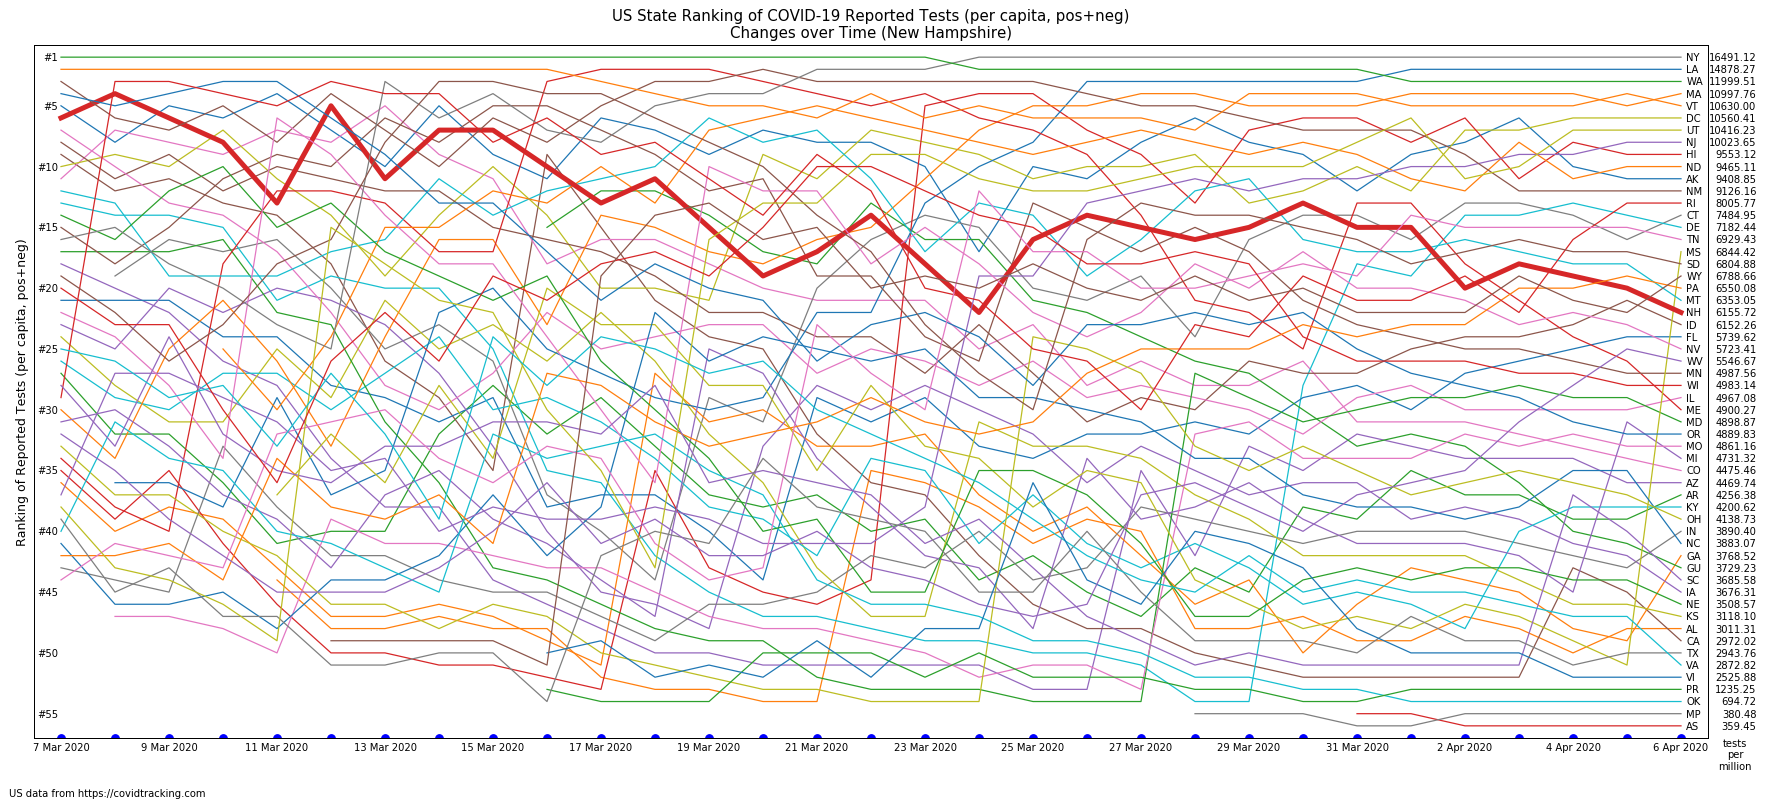 US State Ranking of COVID-19 Reported Tests (per capita, pos+neg)
Changes over Time (New Hampshire)
Ranking of Reported Tests (per capita, pos+neg)
#1
#5
#10
#15
#20
#25
#30
#35
#40
#45
#50
#55
NY 16491.12
LA 14878.27
WA 11999.51
MA 10997.76
VT 10630.00
DC 10560.41
UT 10416.23
NJ 10023.65
HI 9553.12
ND 9465.11
AK 9408.85
NM 9126.16
RI 8005.77
CT 7484.95
DE 7182.44
TN 6929.43
MS 6844.42
SD 6804.88
WY 6788.66
PA 6550.08
MT 6353.05
NH 6155.72
ID 6152.26
FL 5739.62
NV 5723.41
WV 5546.67
MN 4987.56
WI 4983.14
IL 4967.08
ME 4900.27
MD 4898.87
OR 4889.83
MO 4861.16
MI 4731.32
CO 4475.46
AZ 4469.74
AR 4256.38
KY 4200.62
OH 4138.73
IN 3890.40
NC 3883.07
GA 3768.52
GU 3729.23
SC 3685.58
IA 3676.31
NE 3508.57
KS 3118.10
AL 3011.31
CA 2972.02
TX 2943.76
VA 2872.82
VI 2525.88
PR 1235.25
OK 694.72
MP 380.48
AS 359.45
7 Mar 2020 9 Mar 2020 11 Mar 2020 13 Mar 2020 15 Mar 2020 17 Mar 2020 19 Mar 2020 21 Mar 2020 23 Mar 2020 25 Mar 2020 27 Mar 2020 29 Mar 2020 31 Mar 2020 2 Apr 2020 4 Apr 2020 6 Apr 2020
tests
per
million
US data from https://covidtracking.com